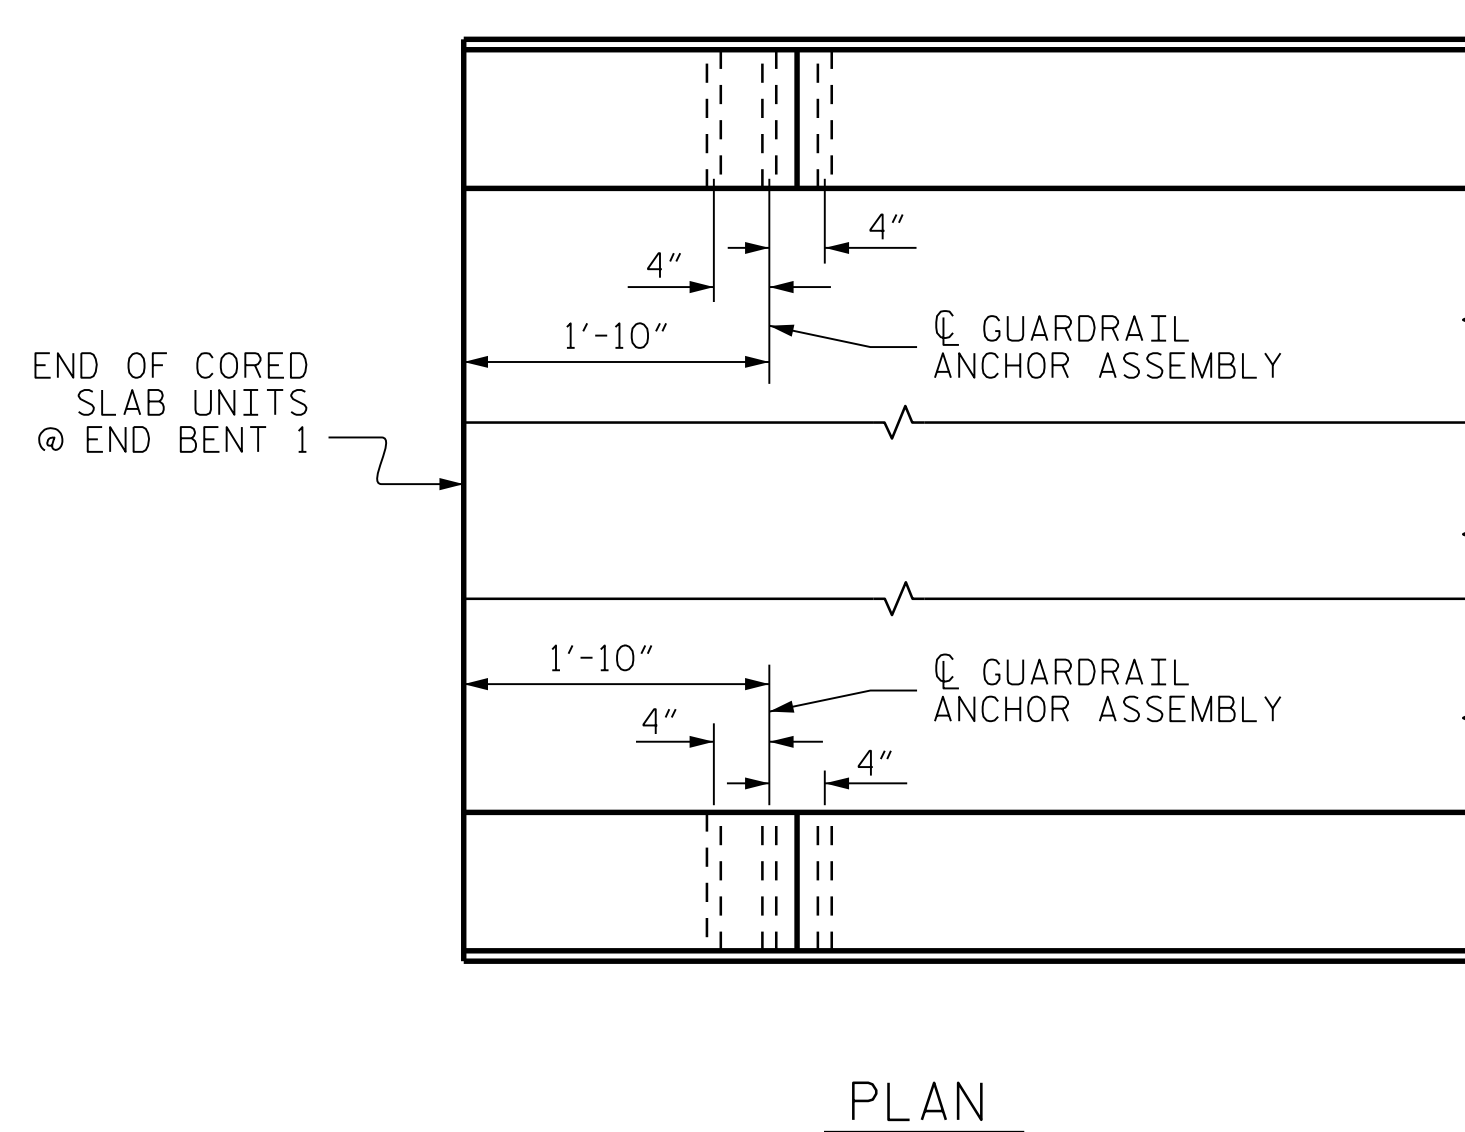 4"
4"
1'-10"
℄ GUARDRAIL
ANCHOR ASSEMBLY
END OF CORED
SLAB UNITS
@ END BENT 1
1'-10"
℄ GUARDRAIL
ANCHOR ASSEMBLY
4"
4"
PLAN